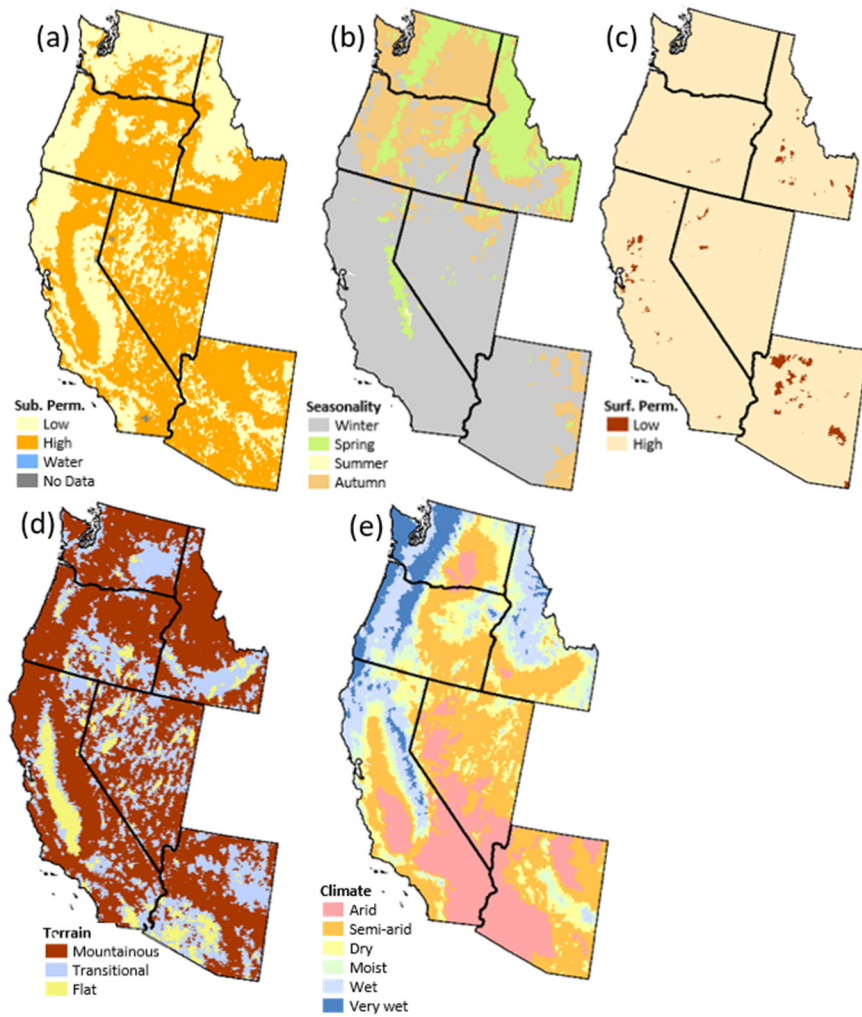 (a)
(b)
(c)
Sub. Perm.
Low
High
Water
No Data
Seasonality
Winter
Spring
Summer
Autumn
Surf. Perm.
Low
High
(d)
(e)
Terrain
Mountainous
Transitional
Flat
Climate
Arid
Semi-arid
Dry
Moist
Wet
Very wet